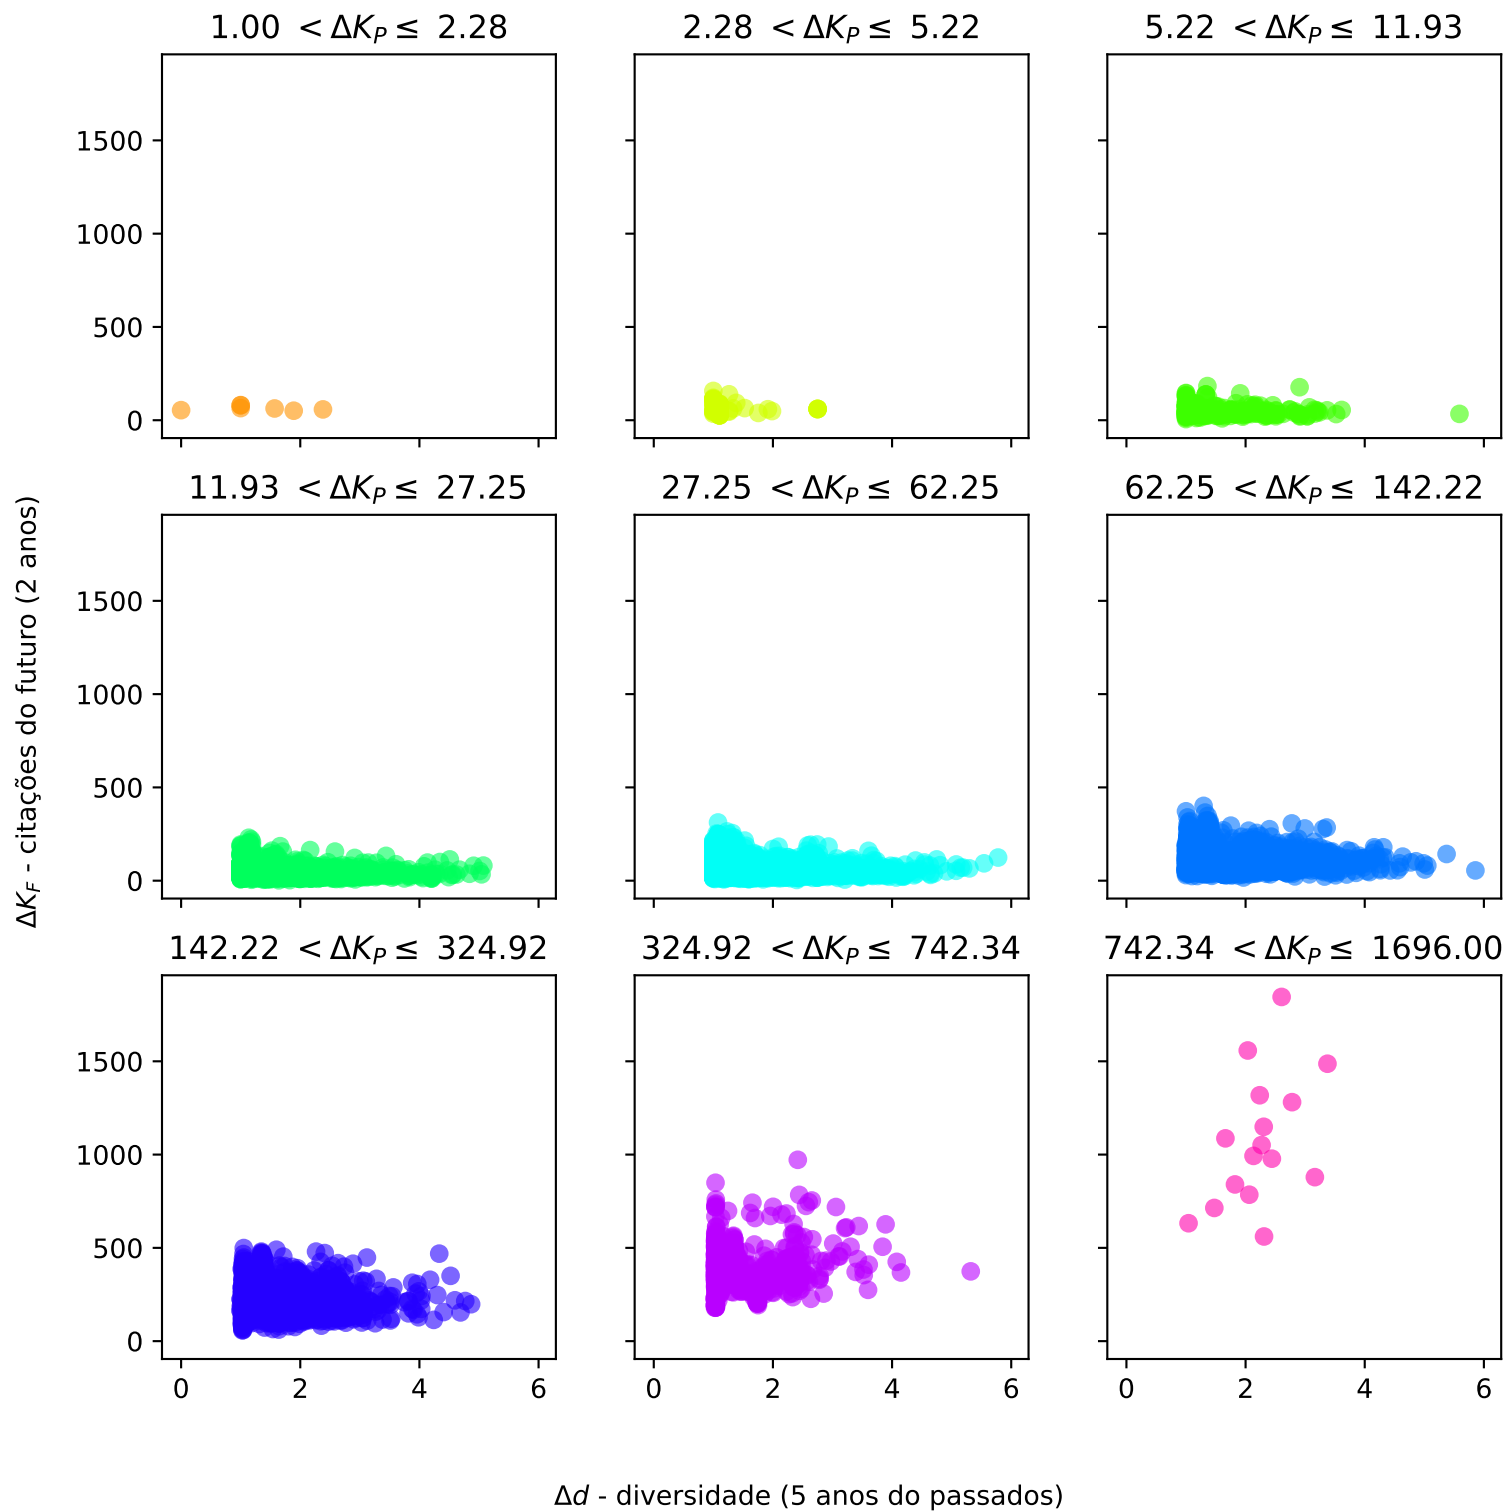 1.00 < ΔK_P ≤ 2.28
2.28 < ΔK_P ≤ 5.22
5.22 < ΔK_P ≤ 11.93
1500
1000
500
0
11.93 < ΔK_P ≤ 27.25
27.25 < ΔK_P ≤ 62.25
62.25 < ΔK_P ≤ 142.22
1500
1000
500
0
ΔK_F - citações do futuro (2 anos)
142.22 < ΔK_P ≤ 324.92
324.92 < ΔK_P ≤ 742.34
742.34 < ΔK_P ≤ 1696.00
1500
1000
500
0
0 2 4 6
0 2 4 6
0 2 4 6
Δd - diversidade (5 anos do passados)